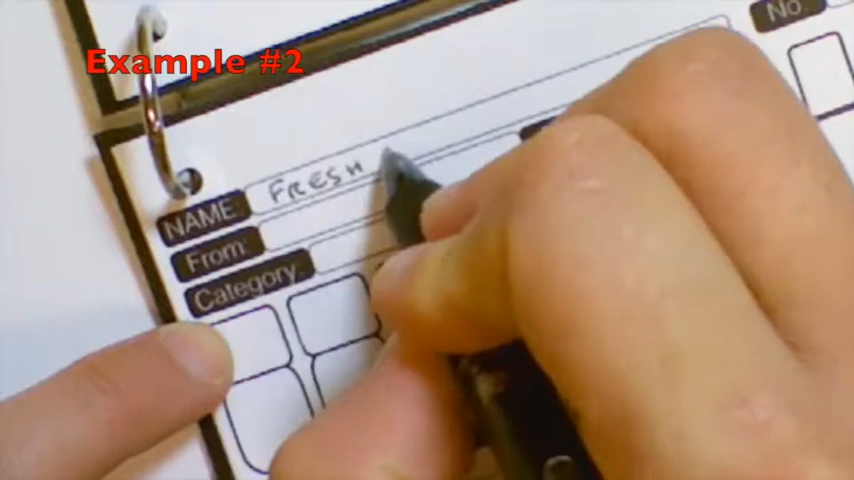 Example #2
No.
NAME: FRESH
From:
Category: